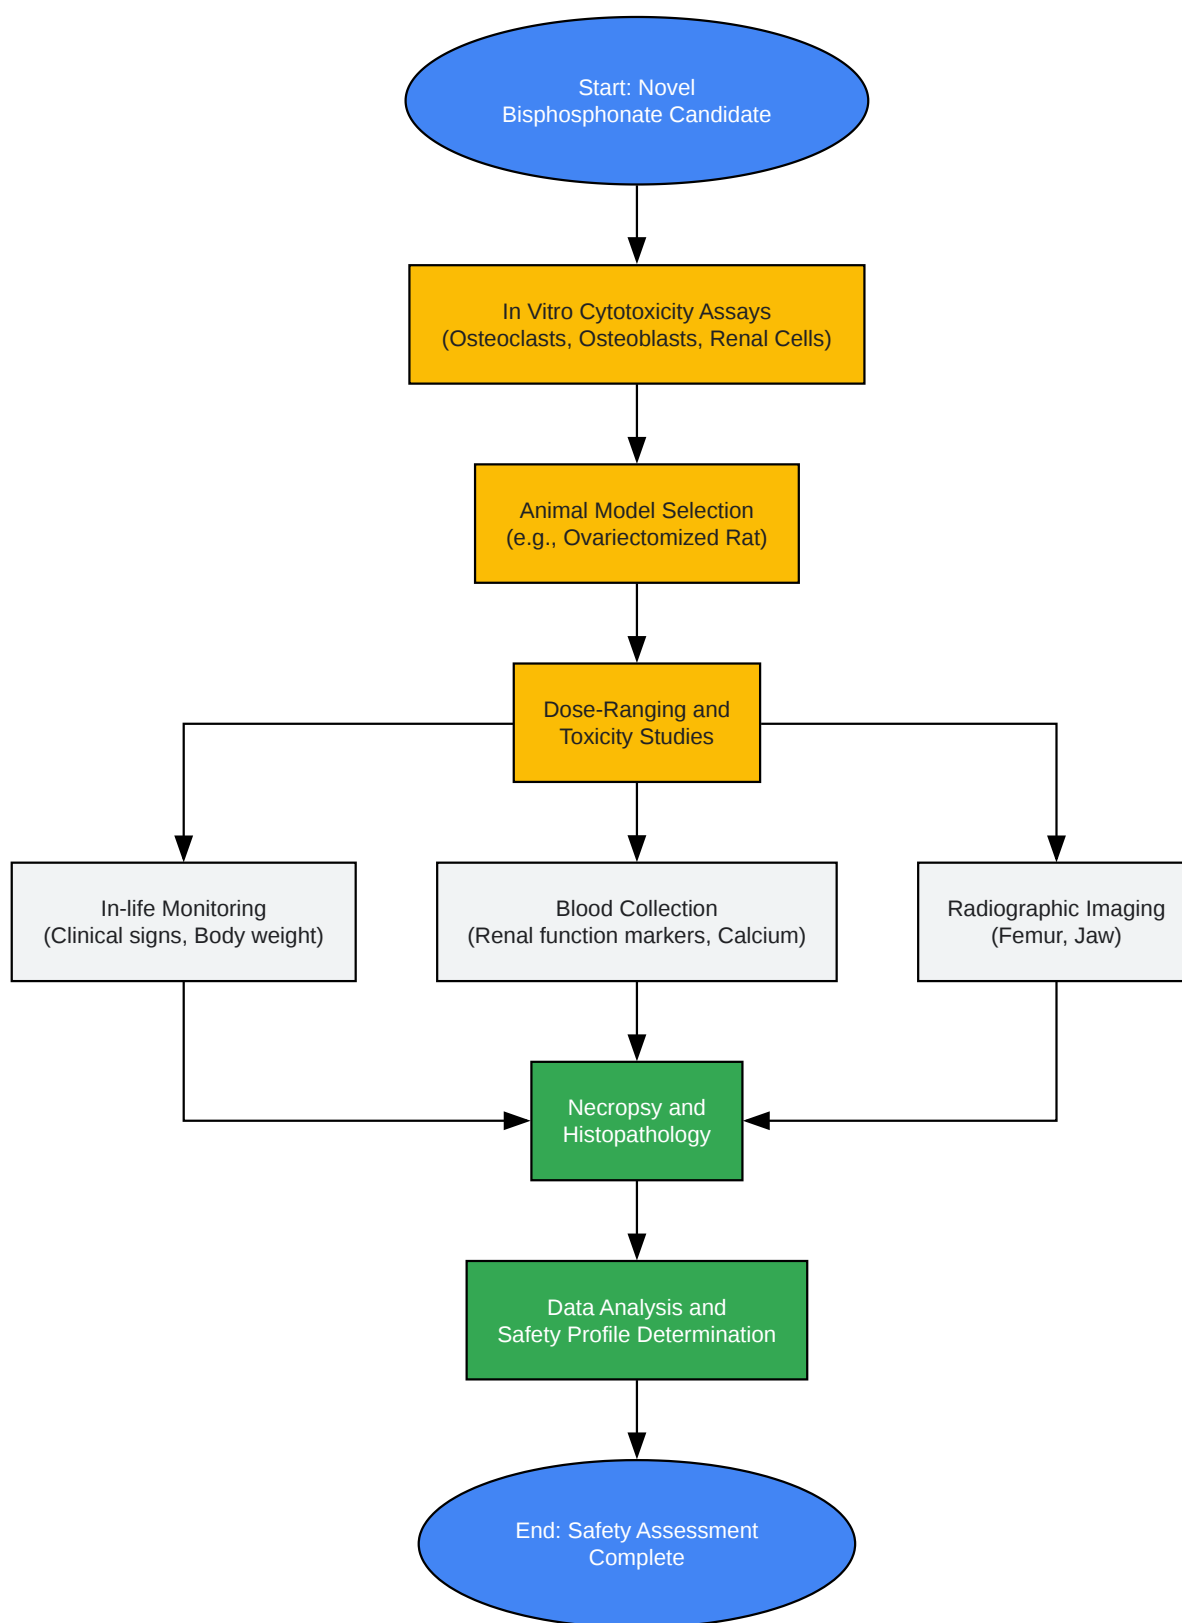 Start: Novel
Bisphosphonate Candidate
In Vitro Cytotoxicity Assays
(Osteoclasts, Osteoblasts, Renal Cells)
Animal Model Selection
(e.g., Ovariectomized Rat)
Dose-Ranging and
Toxicity Studies
In-life Monitoring
(Clinical signs, Body weight)
Blood Collection
(Renal function markers, Calcium)
Radiographic Imaging
(Femur, Jaw)
Necropsy and
Histopathology
Data Analysis and
Safety Profile Determination
End: Safety Assessment
Complete